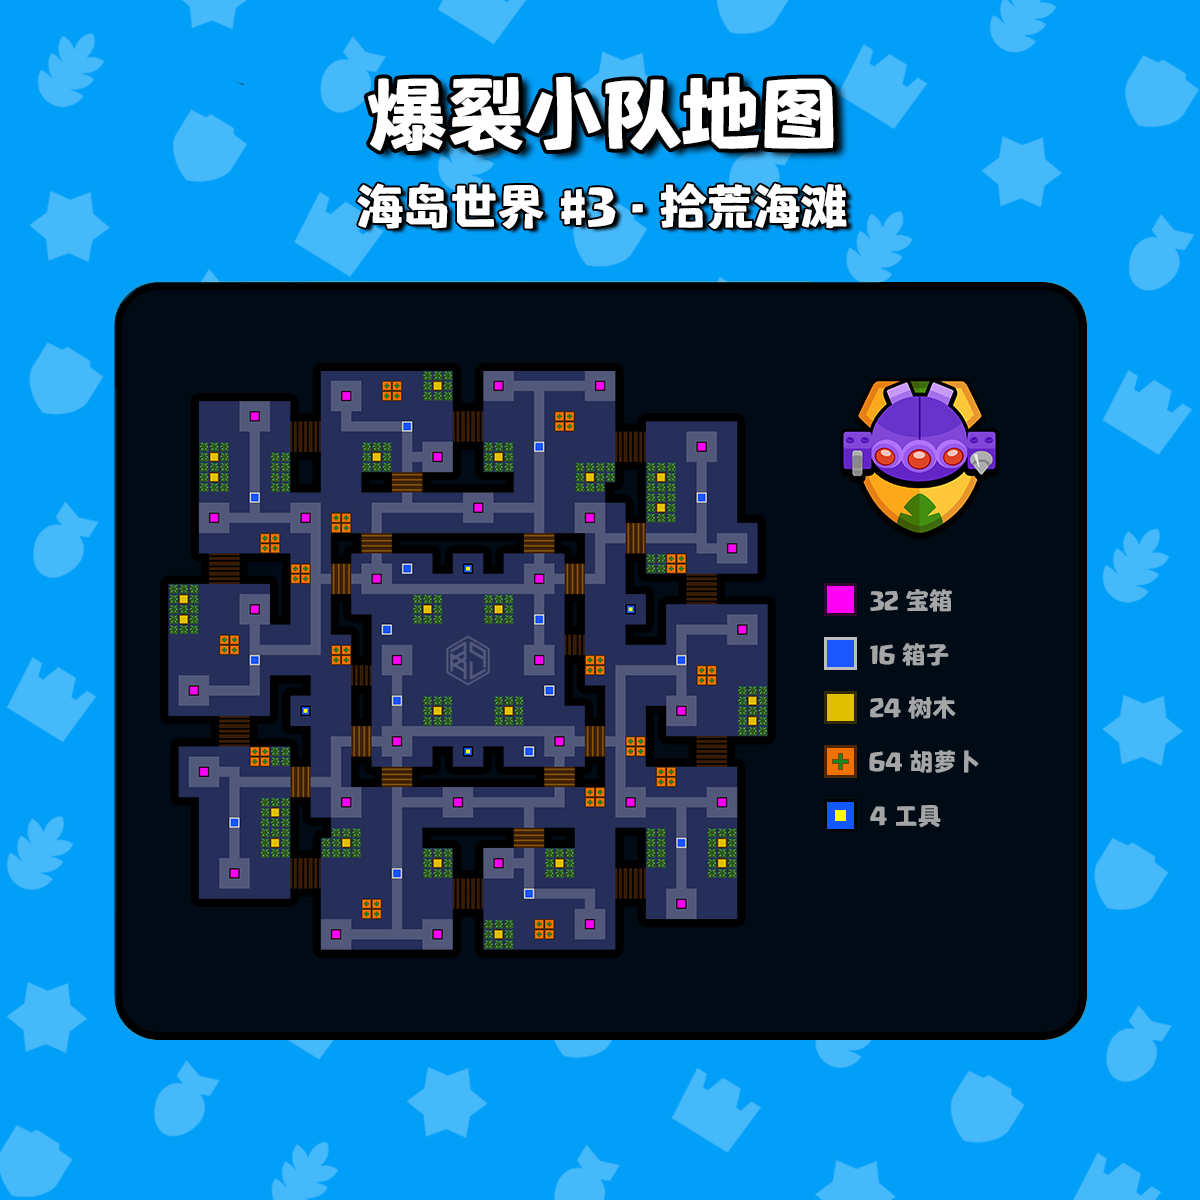 爆裂小队地图
海岛世界 #3 · 拾荒海滩
32 宝箱
16 箱子
24 树木
64 胡萝卜
4 工具